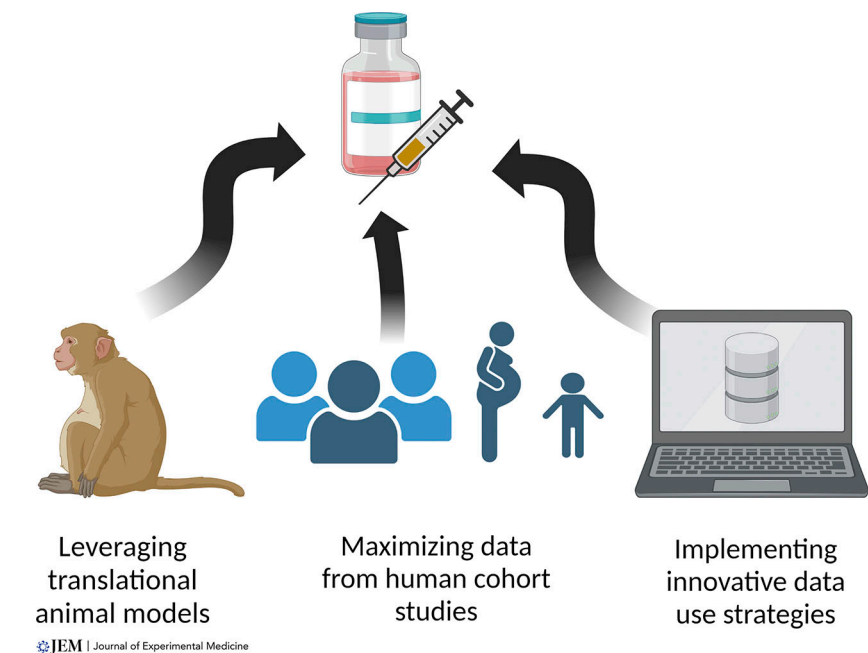 Leveraging
translational
animal models
Maximizing data
from human cohort
studies
Implementing
innovative data
use strategies
JEM | Journal of Experimental Medicine